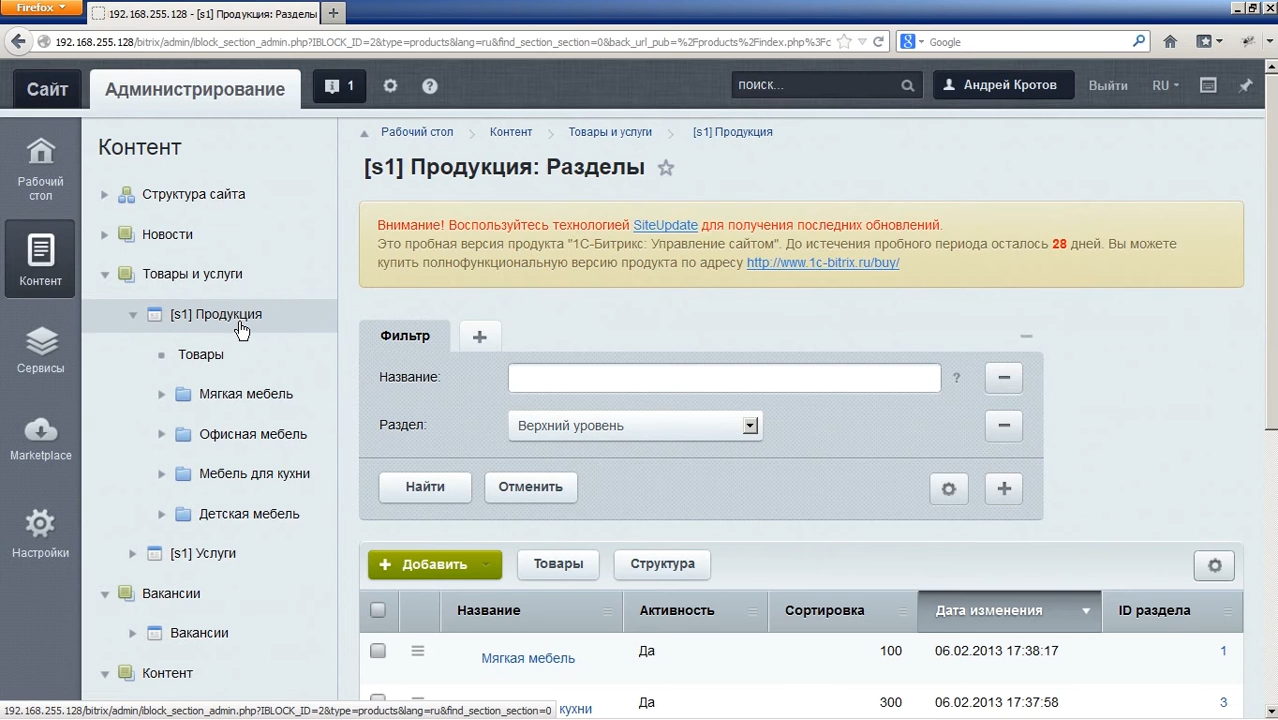 Firefox
192.168.255.128 - [s1] Продукция: Разделы
192.168.255.128/bitrix/admin/iblock_section_admin.php?IBLOCK_ID=2&type=products&lang=ru&find_section_section=0&back_url_pub=%2Fproducts%2Findex.php%3Fc
Google
Сайт
Администрирование
1
поиск...
Андрей Кротов
Выйти
RU
Рабочий стол
Контент
Сервисы
Marketplace
Настройки
Контент
Структура сайта
Новости
Товары и услуги
[s1] Продукция
Товары
Мягкая мебель
Офисная мебель
Мебель для кухни
Детская мебель
[s1] Услуги
Вакансии
Вакансии
Контент
Рабочий стол Контент Товары и услуги [s1] Продукция
[s1] Продукция: Разделы
Внимание! Воспользуйтесь технологией SiteUpdate для получения последних обновлений.
Это пробная версия продукта "1С-Битрикс: Управление сайтом". До истечения пробного периода осталось 28 дней. Вы можете
купить полнофункциональную версию продукта по адресу http://www.1c-bitrix.ru/buy/
Фильтр
Название:
?
Раздел: Верхний уровень
Найти Отменить
Добавить Товары Структура
Название Активность Сортировка Дата изменения ID раздела
Мягкая мебель Да 100 06.02.2013 17:38:17 1
кухни Да 300 06.02.2013 17:37:58 3
192.168.255.128/bitrix/admin/iblock_section_admin.php?IBLOCK_ID=2&type=products&lang=ru&find_section_section=0